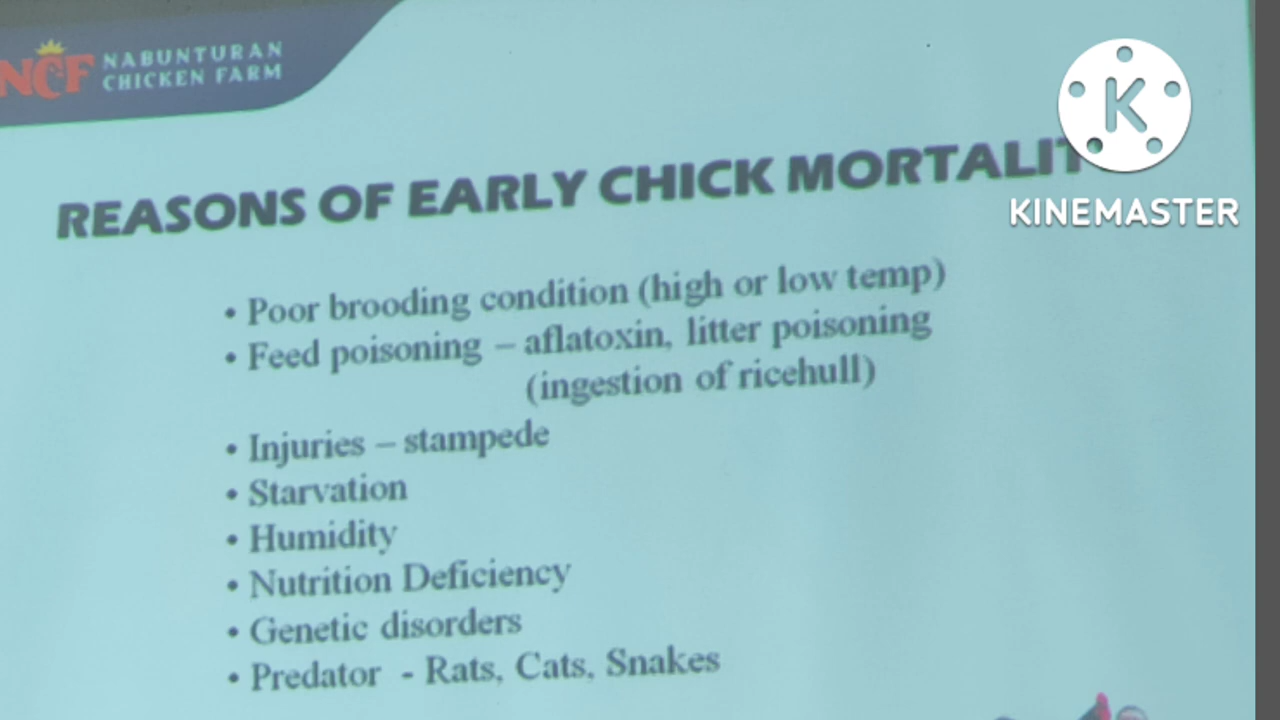 NCF NABUNTURAN
CHICKEN FARM
REASONS OF EARLY CHICK MORTALIT
K
KINEMASTER
• Poor brooding condition (high or low temp)
• Feed poisoning – aflatoxin, litter poisoning
(ingestion of ricehull)
• Injuries – stampede
• Starvation
• Humidity
• Nutrition Deficiency
• Genetic disorders
• Predator - Rats, Cats, Snakes